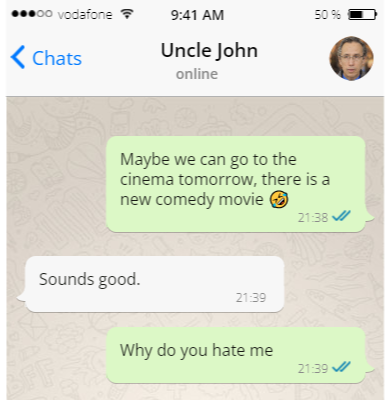 vodafone 9:41 AM 50 %
Chats Uncle John
online
Maybe we can go to the
cinema tomorrow, there is a
new comedy movie 🤣
21:38
Sounds good.
21:39
Why do you hate me
21:39